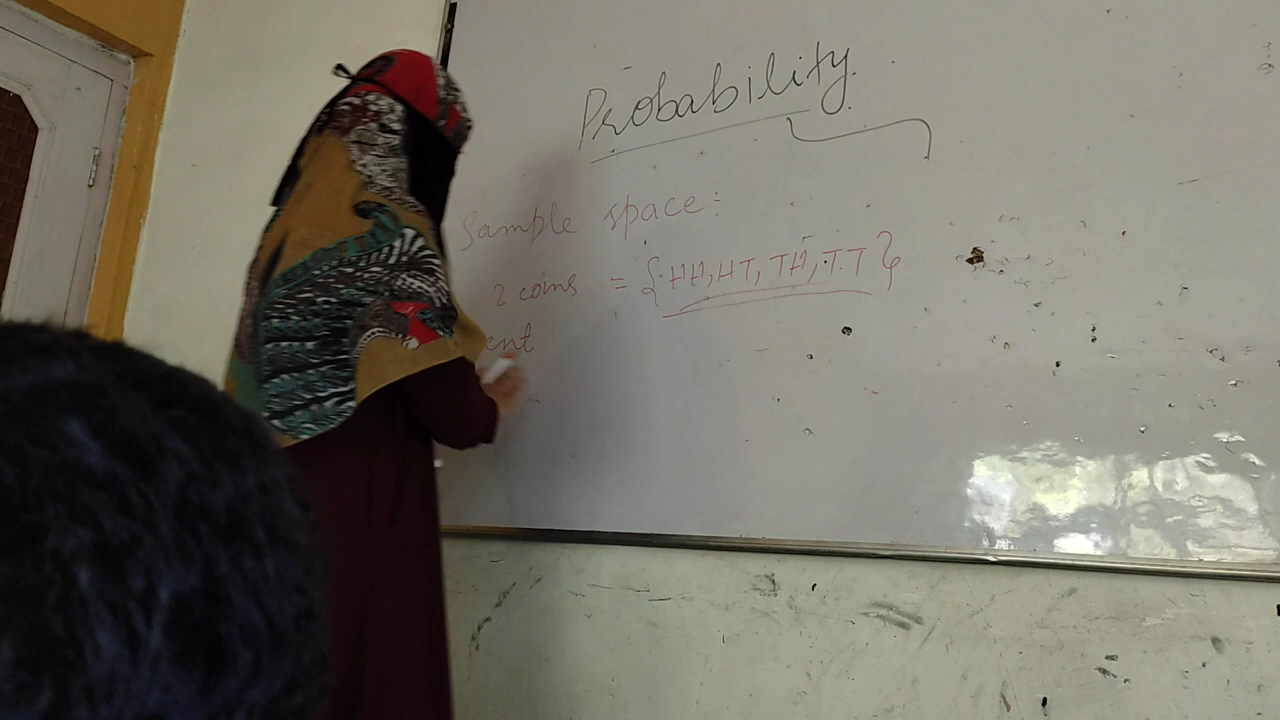 Probability.
Sample space:
2 coins = {HH, HT, TH, TT}
ent